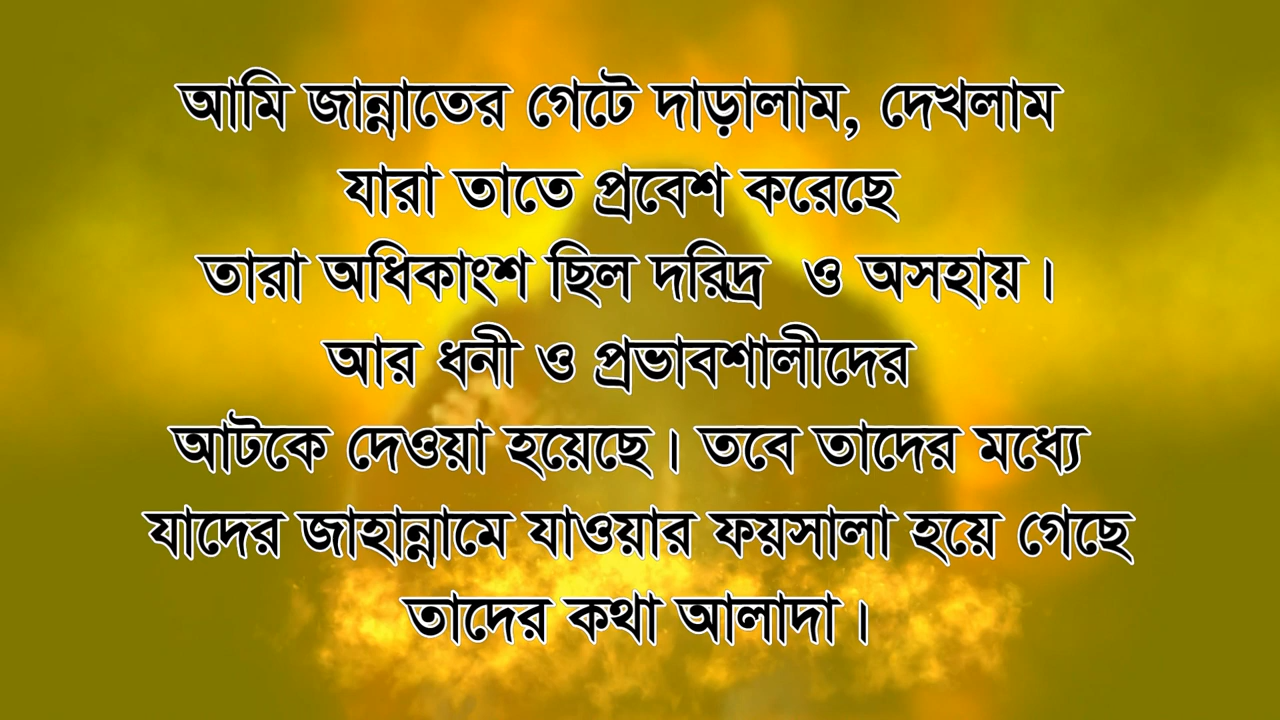 আমি জান্নাতের গেটে দাড়ালাম, দেখলাম
যারা তাতে প্রবেশ করেছে
তারা অধিকাংশ ছিল দরিদ্র ও অসহায়।
আর ধনী ও প্রভাবশালীদের
আটকে দেওয়া হয়েছে। তবে তাদের মধ্যে
যাদের জাহান্নামে যাওয়ার ফয়সালা হয়ে গেছে
তাদের কথা আলাদা।